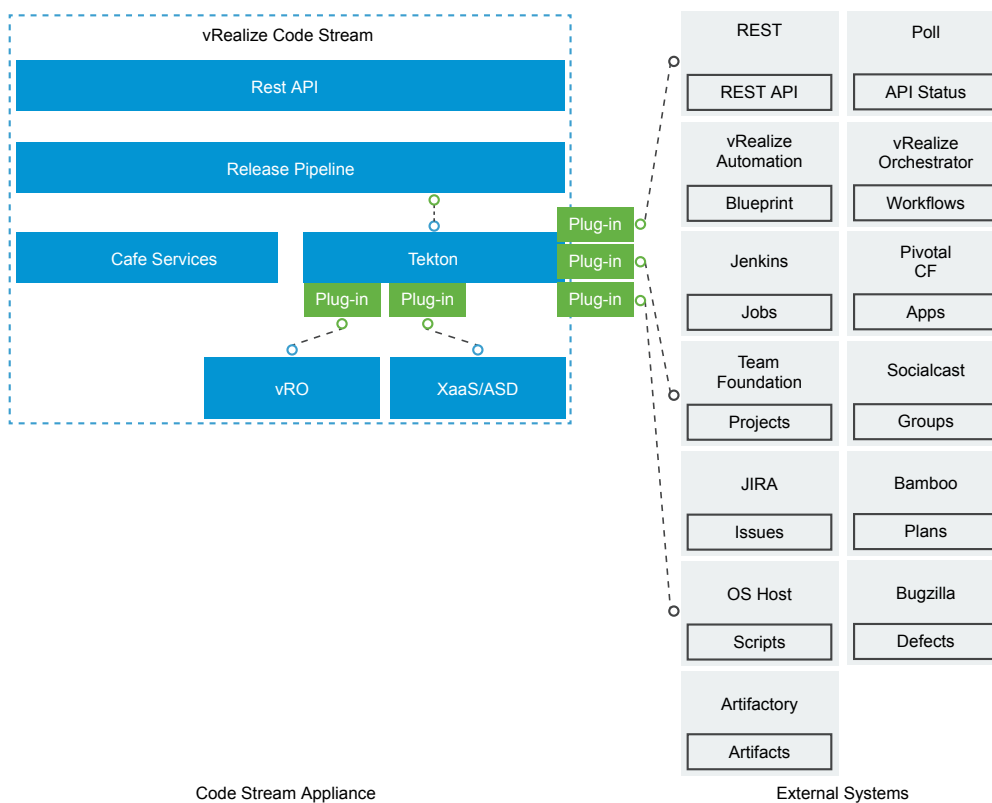 vRealize Code Stream
Rest API
Release Pipeline
Cafe Services
Tekton
Plug-in
Plug-in
Plug-in
Plug-in
Plug-in
vRO
XaaS/ASD
REST
REST API
Poll
API Status
vRealize
Automation
Blueprint
vRealize
Orchestrator
Workflows
Jenkins
Jobs
Pivotal
CF
Apps
Team
Foundation
Projects
Socialcast
Groups
JIRA
Issues
Bamboo
Plans
OS Host
Scripts
Bugzilla
Defects
Artifactory
Artifacts
Code Stream Appliance
External Systems